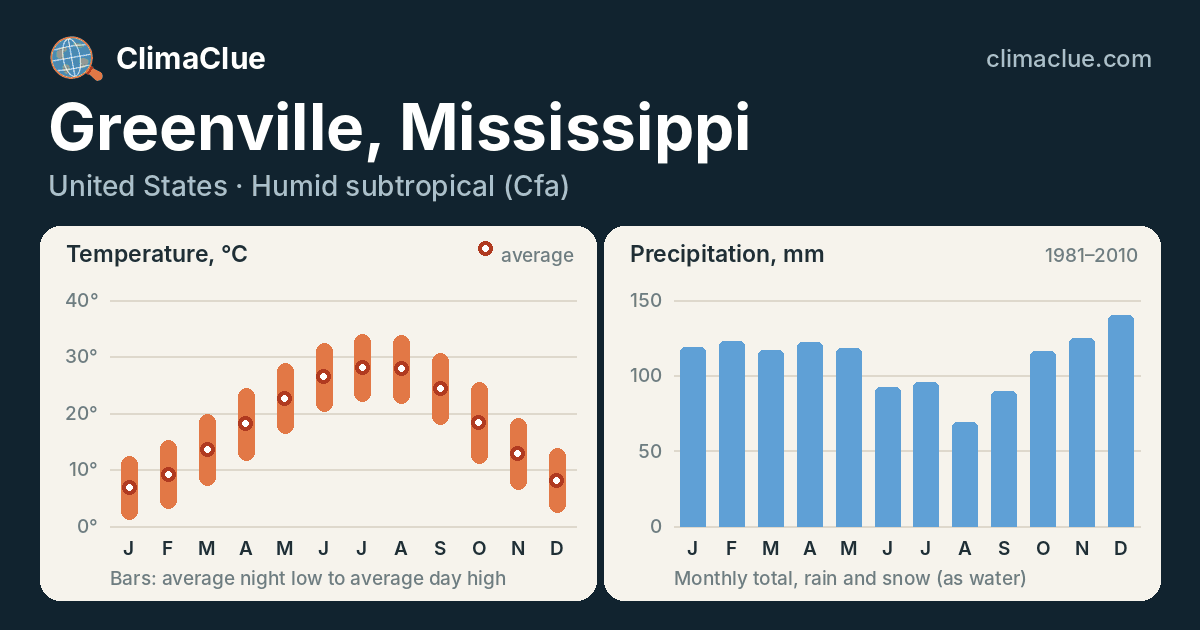 ClimaClue
climaclue.com
Greenville, Mississippi
United States · Humid subtropical (Cfa)
Temperature, °C
average
40°
30°
20°
10°
0°
J F M A M J J A S O N D
Bars: average night low to average day high
Precipitation, mm
1981–2010
150
100
50
0
J F M A M J J A S O N D
Monthly total, rain and snow (as water)